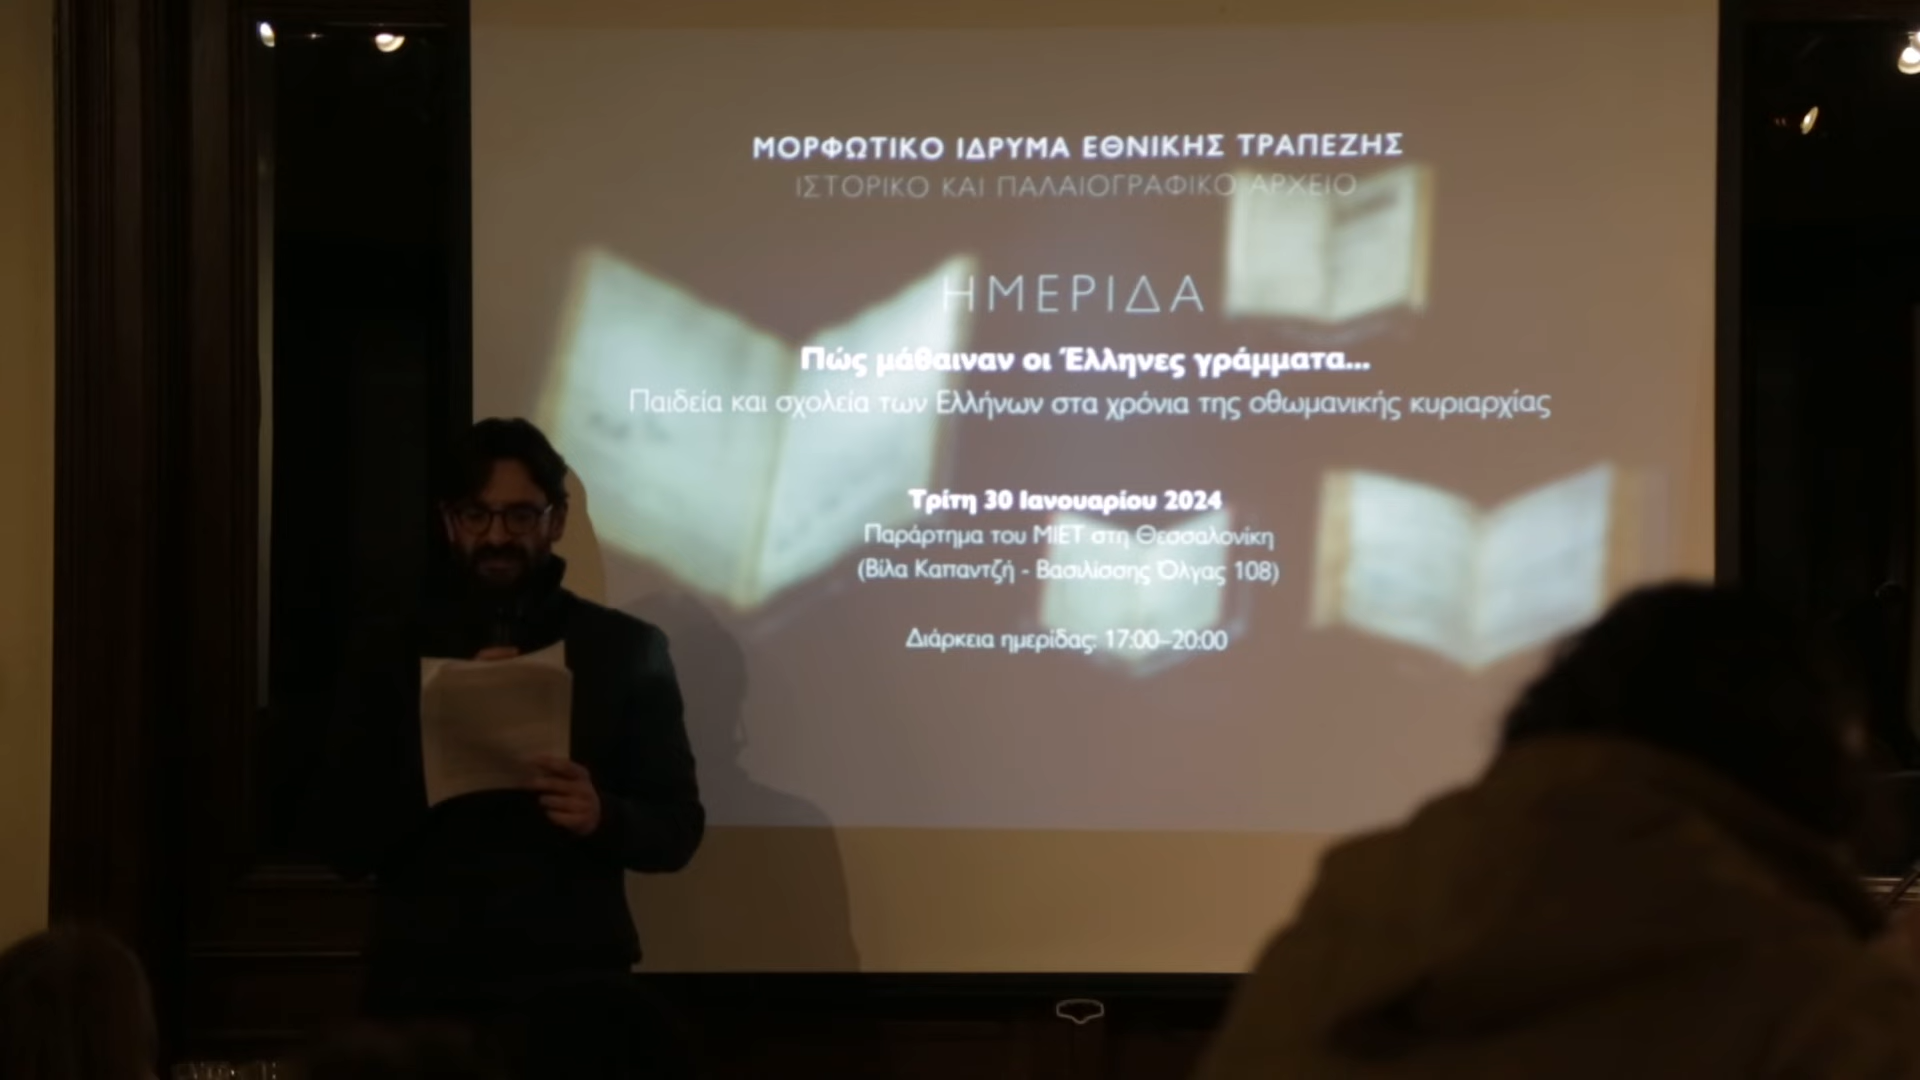 ΜΟΡΦΩΤΙΚΟ ΙΔΡΥΜΑ ΕΘΝΙΚΗΣ ΤΡΑΠΕΖΗΣ
ΙΣΤΟΡΙΚΟ ΚΑΙ ΠΑΛΑΙΟΓΡΑΦΙΚΟ ΑΡΧΕΙΟ
ΗΜΕΡΙΔΑ
Πώς μάθαιναν οι Έλληνες γράμματα...
Παιδεία και σχολεία των Ελλήνων στα χρόνια της οθωμανικής κυριαρχίας
Τρίτη 30 Ιανουαρίου 2024
Παράρτημα του ΜΙΕΤ στη Θεσσαλονίκη
(Βίλα Καπαντζή - Βασιλίσσης Όλγας 108)
Διάρκεια ημερίδας: 17:00–20:00